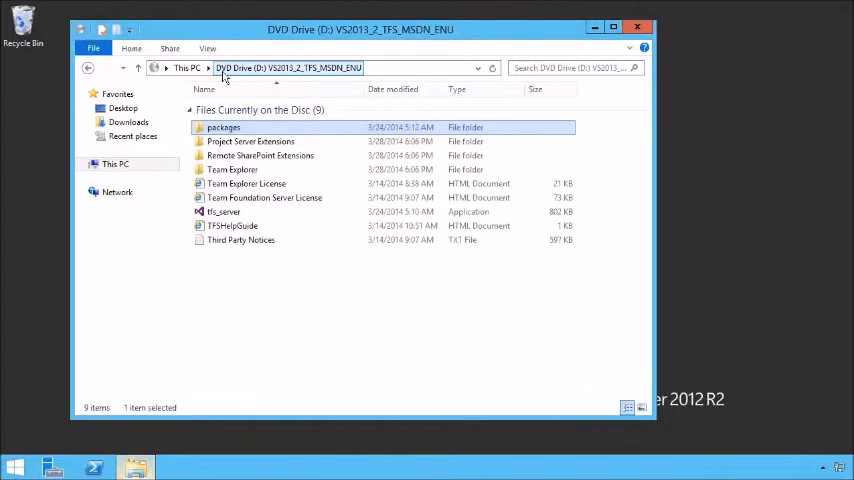 Recycle Bin
DVD Drive (D:) VS2013_2_TFS_MSDN_ENU
File Home Share View
This PC DVD Drive (D:) VS2013_2_TFS_MSDN_ENU Search DVD Drive (D:) VS2013_...
Name Date modified Type Size
Favorites
Desktop
Downloads
Recent places
This PC
Network
Files Currently on the Disc (9)
packages 3/24/2014 5:12 AM File folder
Project Server Extensions 3/28/2014 6:06 PM File folder
Remote SharePoint Extensions 3/28/2014 6:06 PM File folder
Team Explorer 3/28/2014 6:06 PM File folder
Team Explorer License 3/14/2014 8:38 AM HTML Document 21 KB
Team Foundation Server License 3/14/2014 9:07 AM HTML Document 73 KB
tfs_server 3/24/2014 5:10 AM Application 802 KB
TFSHelpGuide 3/14/2014 10:51 AM HTML Document 1 KB
Third Party Notices 3/14/2014 9:07 AM TXT File 597 KB
9 items 1 item selected
er 2012 R2